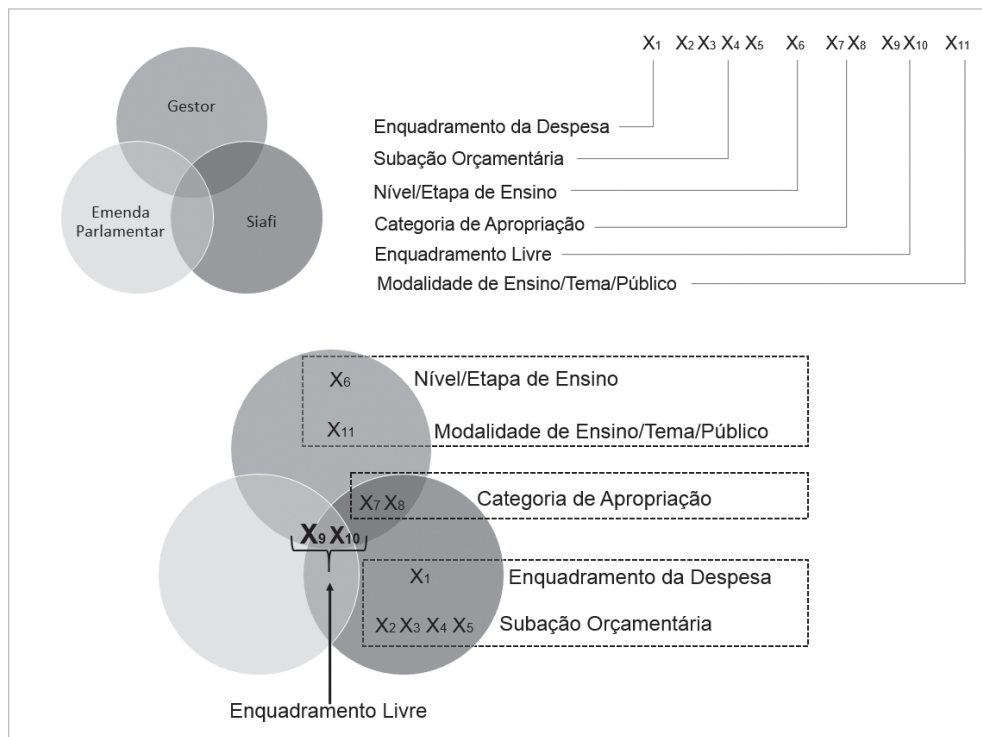 X1 X2 X3 X4 X5 X6 X7 X8 X9 X10 X11
Gestor
Emenda
Parlamentar
Siafi
Enquadramento da Despesa
Subação Orçamentária
Nível/Etapa de Ensino
Categoria de Apropriação
Enquadramento Livre
Modalidade de Ensino/Tema/Público
X6 Nível/Etapa de Ensino
X11 Modalidade de Ensino/Tema/Público
X7 X8 Categoria de Apropriação
X9 X10
X1 Enquadramento da Despesa
X2 X3 X4 X5 Subação Orçamentária
Enquadramento Livre